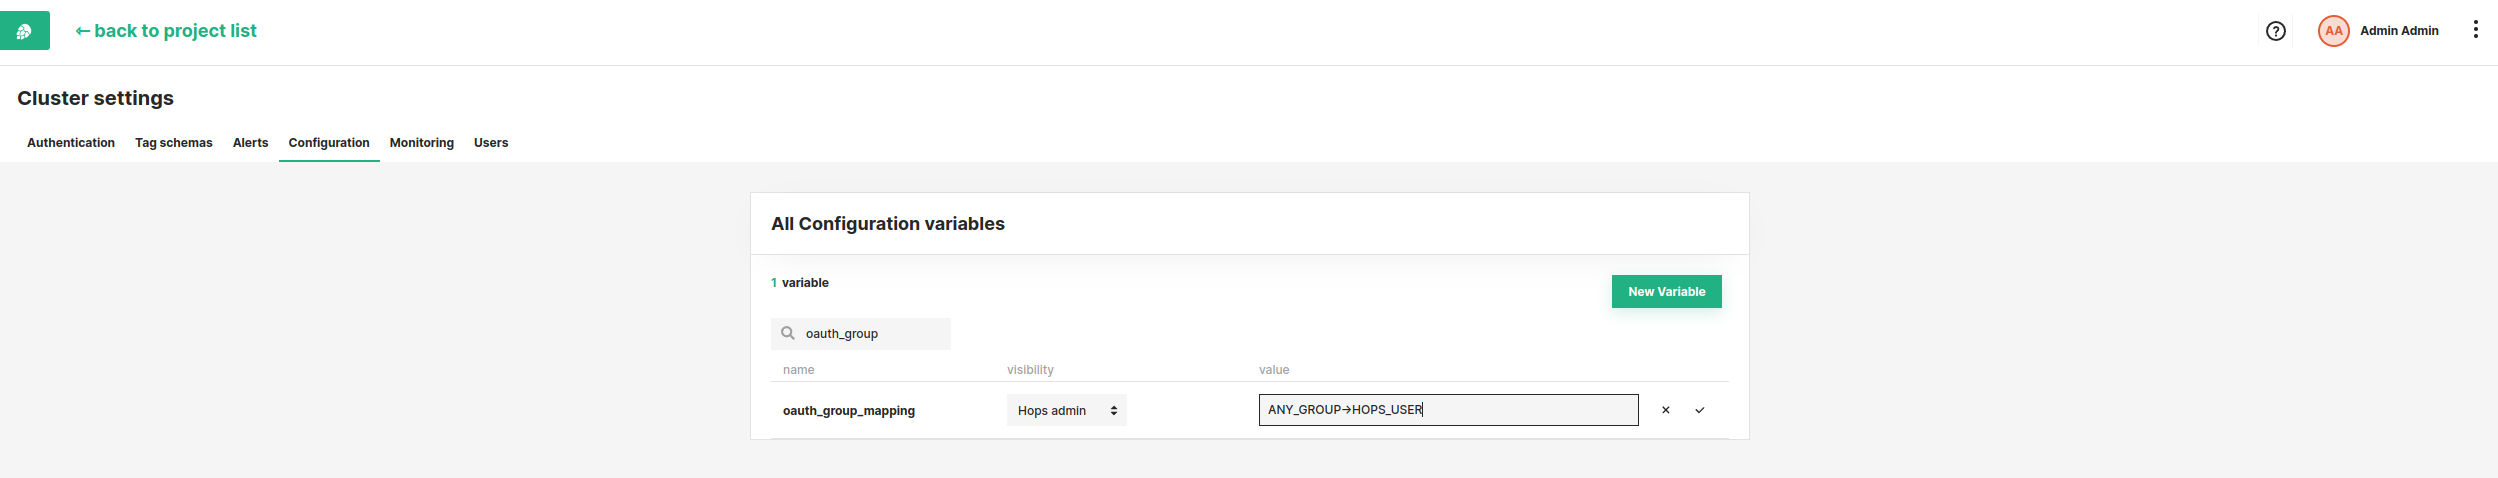 ← back to project list
? AA Admin Admin
Cluster settings
Authentication Tag schemas Alerts Configuration Monitoring Users
All Configuration variables
1 variable
New Variable
oauth_group
name visibility value
oauth_group_mapping Hops admin ANY_GROUP→HOPS_USER